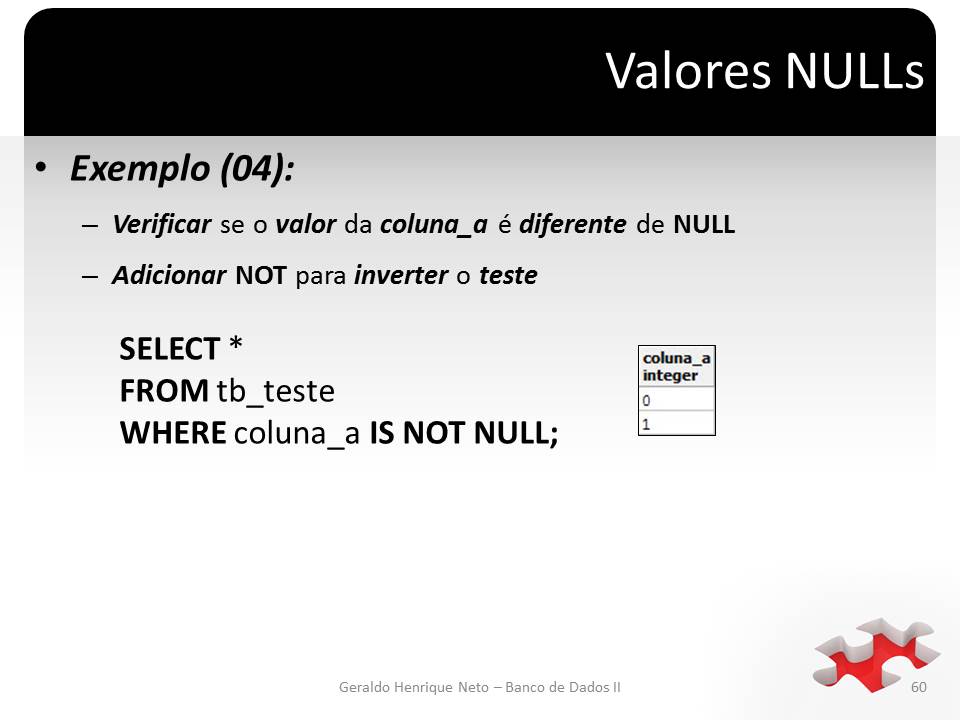 Valores NULLs
• Exemplo (04):
– Verificar se o valor da coluna_a é diferente de NULL
– Adicionar NOT para inverter o teste
SELECT *
FROM tb_teste
WHERE coluna_a IS NOT NULL;
coluna_a
integer
0
1
Geraldo Henrique Neto – Banco de Dados II
60